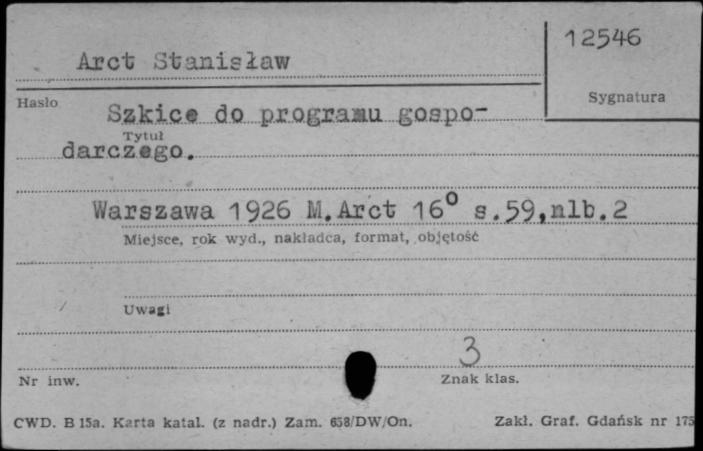 12546
Arct Stanisław
Hasło
Sygnatura
Szkice do programu gospo-
Tytuł
darczego.
Warszawa 1926 M.Arct 16° s.59,nlb.2
Miejsce, rok wyd., nakładca, format, objętość
Uwagi
3
Nr inw.
Znak klas.
CWD. B 15a. Karta katal. (z nadr.) Zam. 658/DW/On.
Zakł. Graf. Gdańsk nr 175